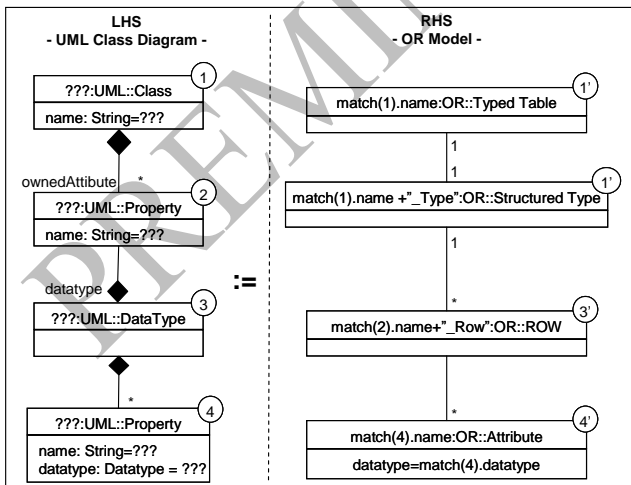 LHS
- UML Class Diagram -
1
???:UML::Class
name: String=???
ownedAttibute
*
2
???:UML::Property
name: String=???
datatype
3
???:UML::DataType
*
4
???:UML::Property
name: String=???
datatype: Datatype = ???
:=
RHS
- OR Model -
1'
match(1).name:OR::Typed Table
1
1
1'
match(1).name +"_Type":OR::Structured Type
1
*
3'
match(2).name+"_Row":OR::ROW
*
4'
match(4).name:OR::Attribute
datatype=match(4).datatype
PREMI